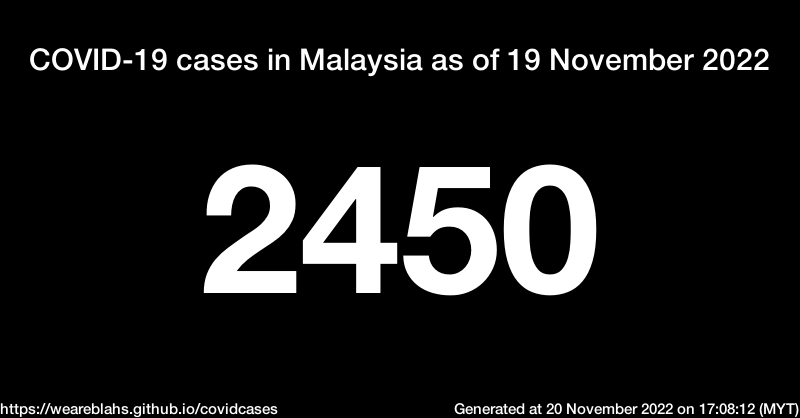 COVID-19 cases in Malaysia as of 19 November 2022
2450
https://weareblahs.github.io/covidcases
Generated at 20 November 2022 on 17:08:12 (MYT)